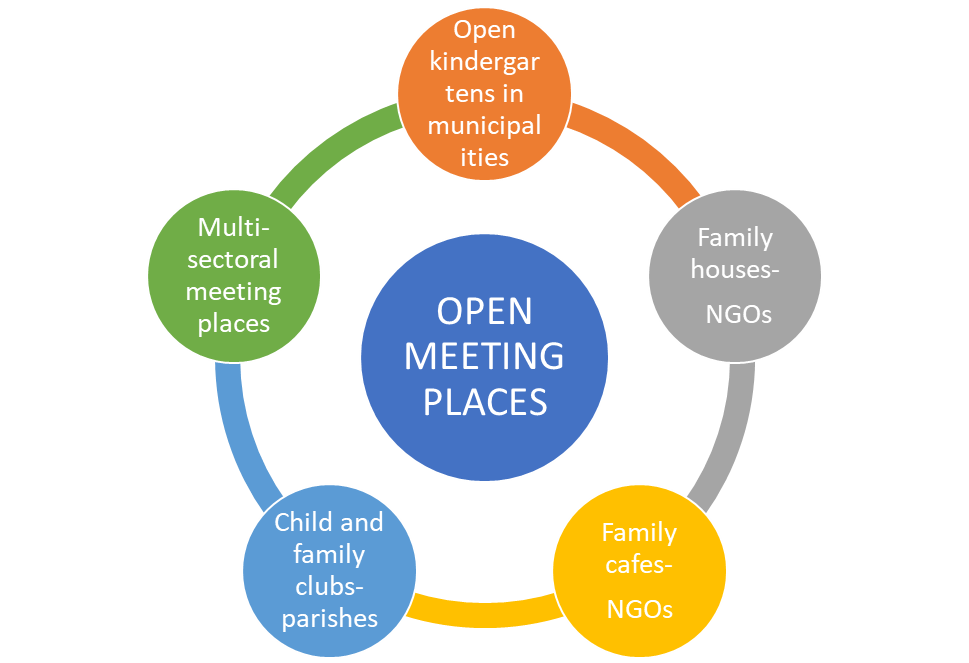 Open
kindergar
tens in
municipal
ities
Family
houses-
NGOs
Family
cafes-
NGOs
Child and
family
clubs-
parishes
Multi-
sectoral
meeting
places
OPEN
MEETING
PLACES